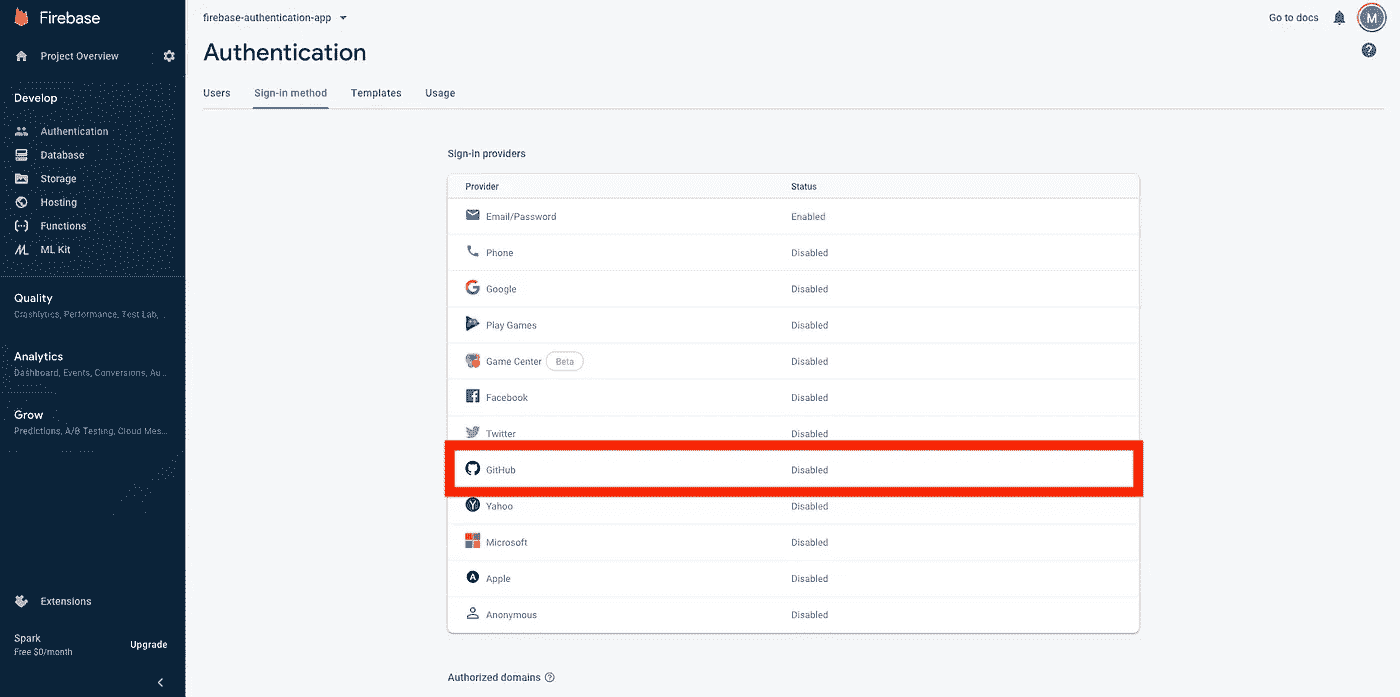 Firebase
Project Overview
Develop
Authentication
Database
Storage
Hosting
Functions
ML Kit
Quality
Crashlytics, Performance, Test Lab, ...
Analytics
Dashboard, Events, Conversions, Au...
Grow
Predictions, A/B Testing, Cloud Mes...
Extensions
Spark
Free $0/month
Upgrade
firebase-authentication-app
Go to docs
M
Authentication
Users Sign-in method Templates Usage
Sign-in providers
Provider Status
Email/Password Enabled
Phone Disabled
Google Disabled
Play Games Disabled
Game Center Beta Disabled
Facebook Disabled
Twitter Disabled
GitHub Disabled
Yahoo Disabled
Microsoft Disabled
Apple Disabled
Anonymous Disabled
Authorized domains